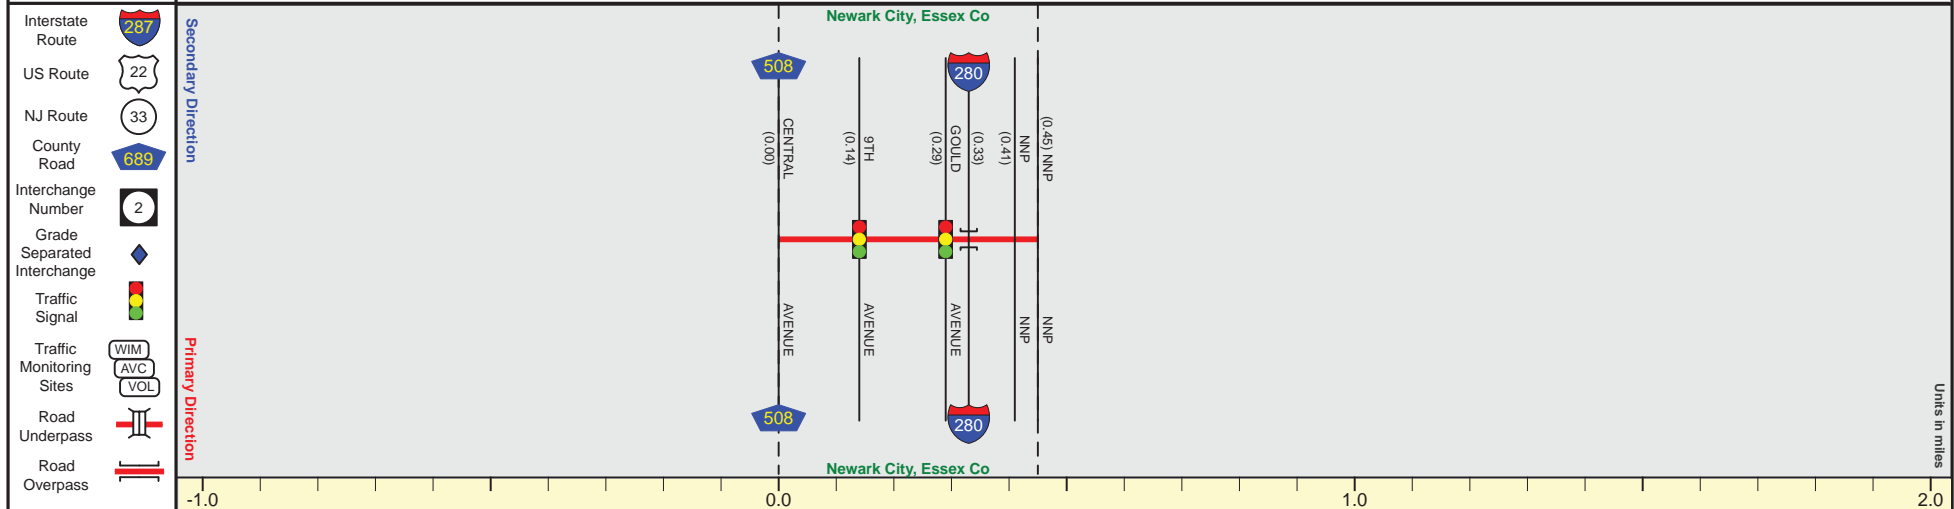 Interstate
Route
287
US Route
22
NJ Route
33
County
Road
689
Interchange
Number
2
Grade
Separated
Interchange
Traffic
Signal
Traffic
Monitoring
Sites
WIM
AVC
VOL
Road
Underpass
Road
Overpass
Secondary Direction
Primary Direction
Newark City, Essex Co
508
280
CENTRAL
(0.00)
9TH
(0.14)
GOULD
(0.29)
(0.33)
NNP
(0.41)
(0.45) NNP
AVENUE
AVENUE
AVENUE
NNP
NNP
508
280
Newark City, Essex Co
Units in miles
-1.0
0.0
1.0
2.0